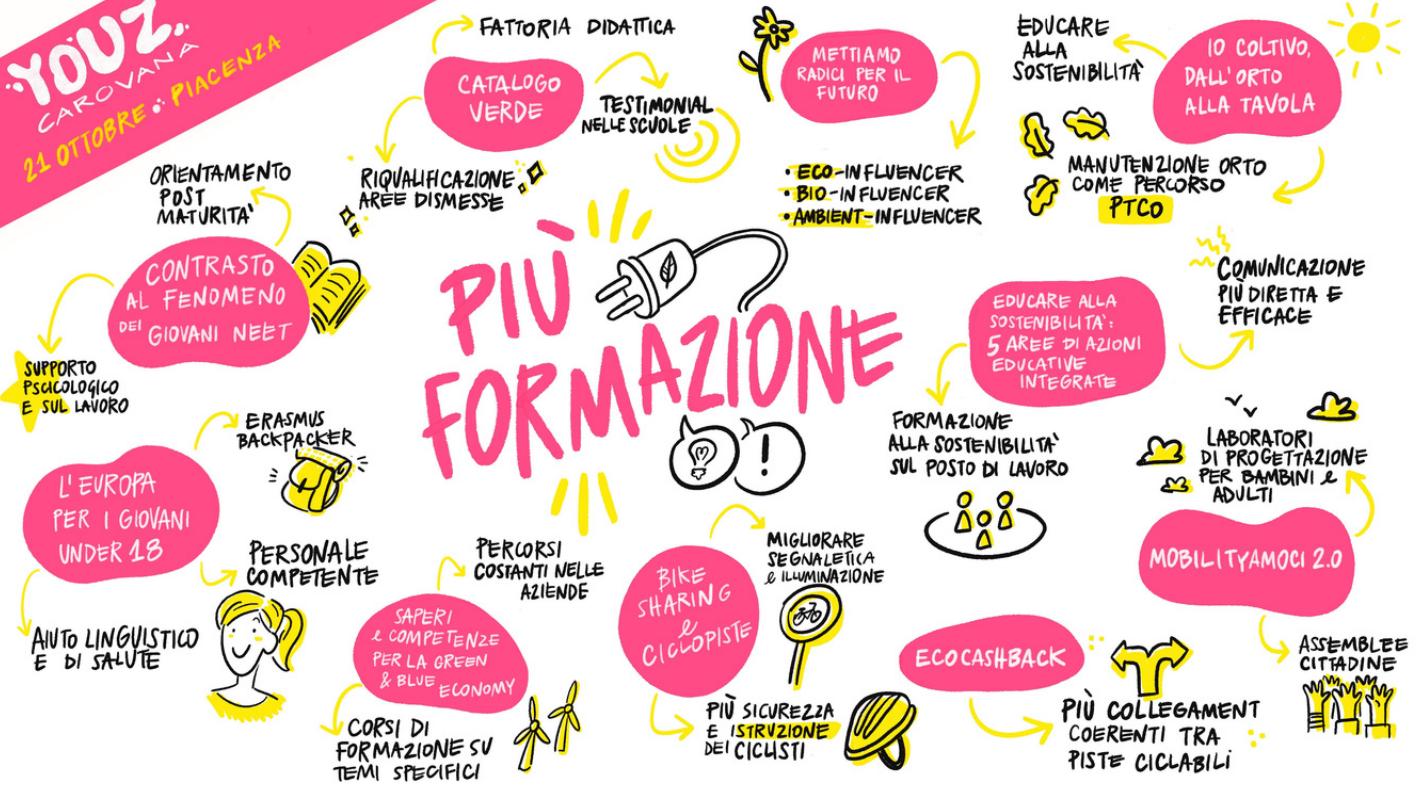 YOUZ
CAROVANA
21 OTTOBRE : PIACENZA
FATTORIA DIDATTICA
CATALOGO
VERDE
TESTIMONIAL
NELLE SCUOLE
RIQUALIFICAZIONE
AREE DISMESSE
METTIAMO
RADICI PER IL
FUTURO
• ECO-INFLUENCER
• BIO-INFLUENCER
• AMBIENT-INFLUENCER
EDUCARE
ALLA
SOSTENIBILITA'
IO COLTIVO,
DALL'ORTO
ALLA TAVOLA
MANUTENZIONE ORTO
COME PERCORSO
PTCO
ORIENTAMENTO
POST
MATURITA'
CONTRASTO
AL FENOMENO
DEI GIOVANI NEET
SUPPORTO
PSCICOLOGICO
E SUL LAVORO
PIÙ
FORMAZIONE
!
EDUCARE ALLA
SOSTENIBILITA':
5 AREE DI AZIONI
EDUCATIVE
INTEGRATE
COMUNICAZIONE
PIU DIRETTA E
EFFICACE
FORMAZIONE
ALLA SOSTENIBILITA'
SUL POSTO DI LAVORO
ERASMUS
BACKPACKER
L'EUROPA
PER I GIOVANI
UNDER 18
PERSONALE
COMPETENTE
AIUTO LINGUISTICO
E DI SALUTE
PERCORSI
COSTANTI NELLE
AZIENDE
SAPERI
e COMPETENZE
PER LA GREEN
& BLUE ECONOMY
CORSI DI
FORMAZIONE SU
TEMI SPECIFICI
BIKE
SHARING
e
CICLOPISTE
MIGLIORARE
SEGNALETICA
e ILLUMINAZIONE
PIÙ SICUREZZA
E ISTRUZIONE
DEI CICLISTI
LABORATORI
DI PROGETTAZIONE
PER BAMBINI e
ADULTI
MOBILITYAMOCI 2.0
ASSEMBLEE
CITTADINE
ECOCASHBACK
PIÙ COLLEGAMENT
COERENTI TRA
PISTE CICLABILI